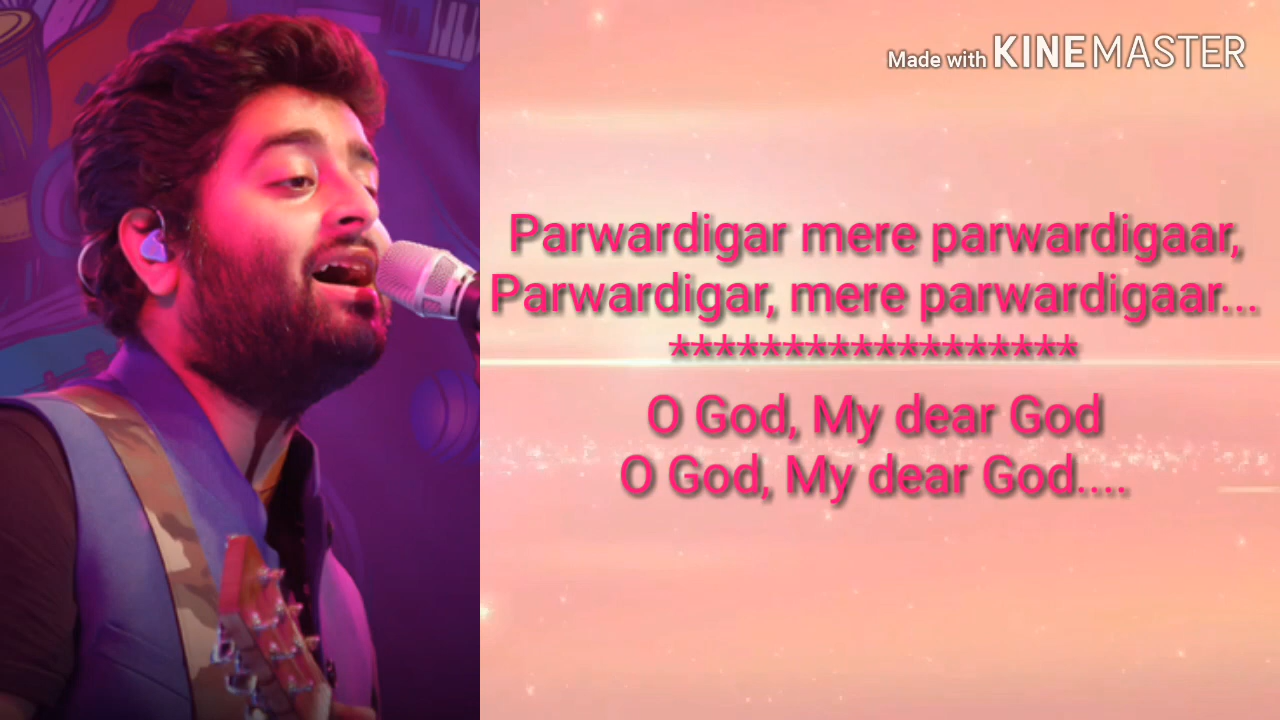 Made with KINEMASTER
Parwardigar mere parwardigaar,
Parwardigar, mere parwardigaar...
******************
O God, My dear God
O God, My dear God....